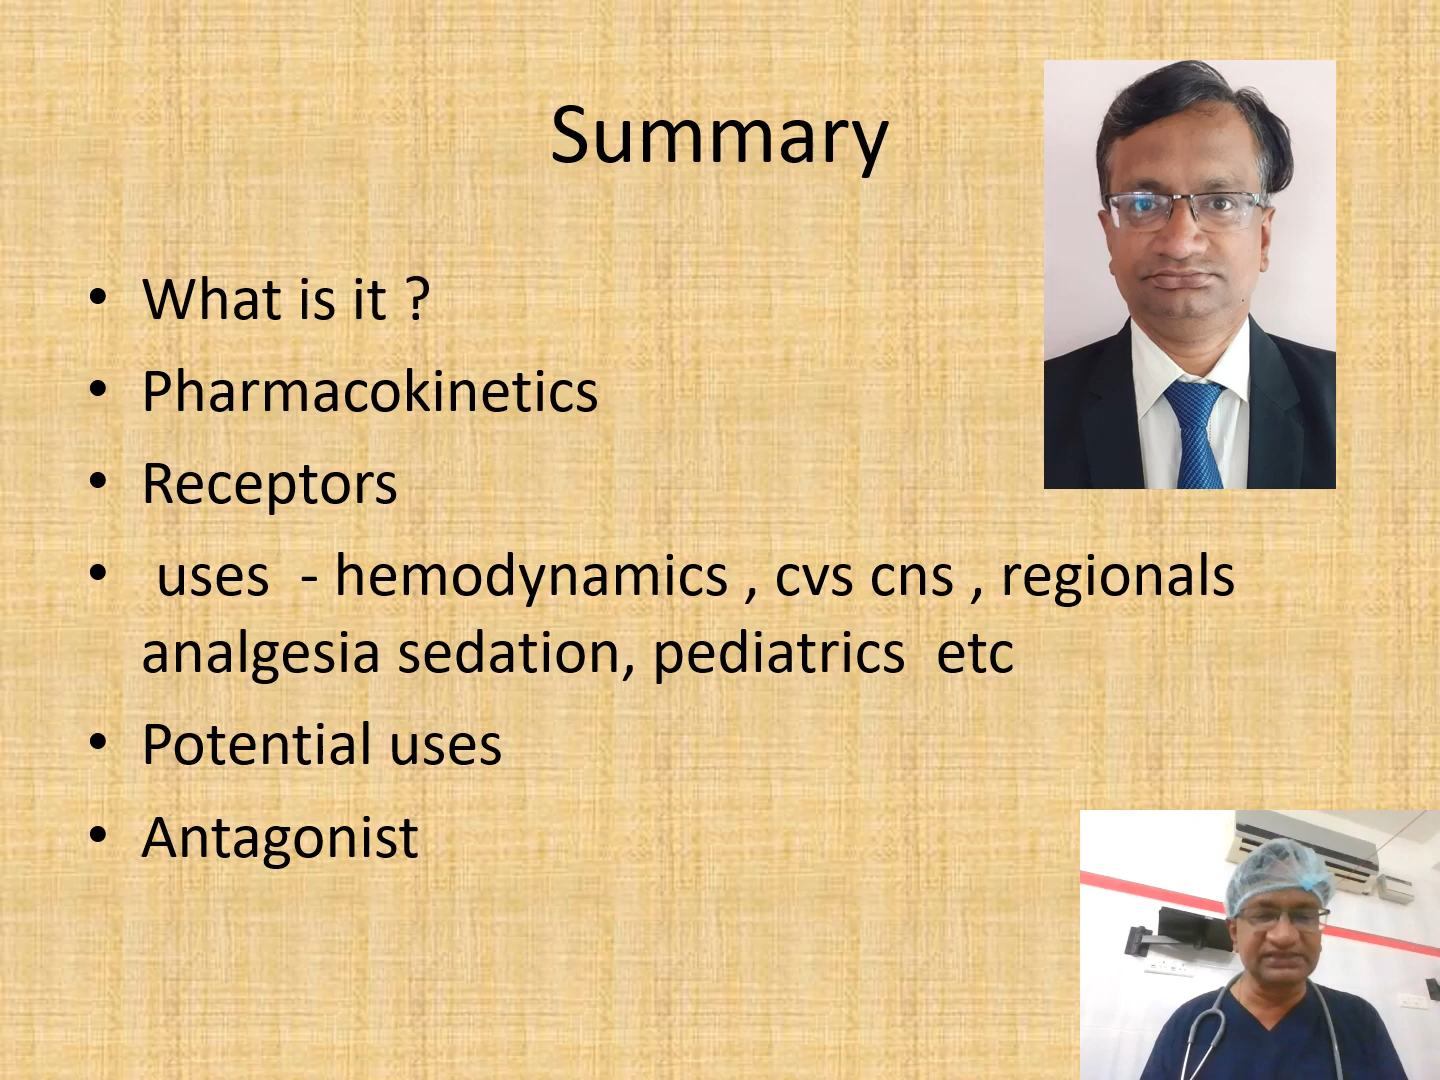 Summary
• What is it ?
• Pharmacokinetics
• Receptors
• uses - hemodynamics , cvs cns , regionals
analgesia sedation, pediatrics etc
• Potential uses
• Antagonist